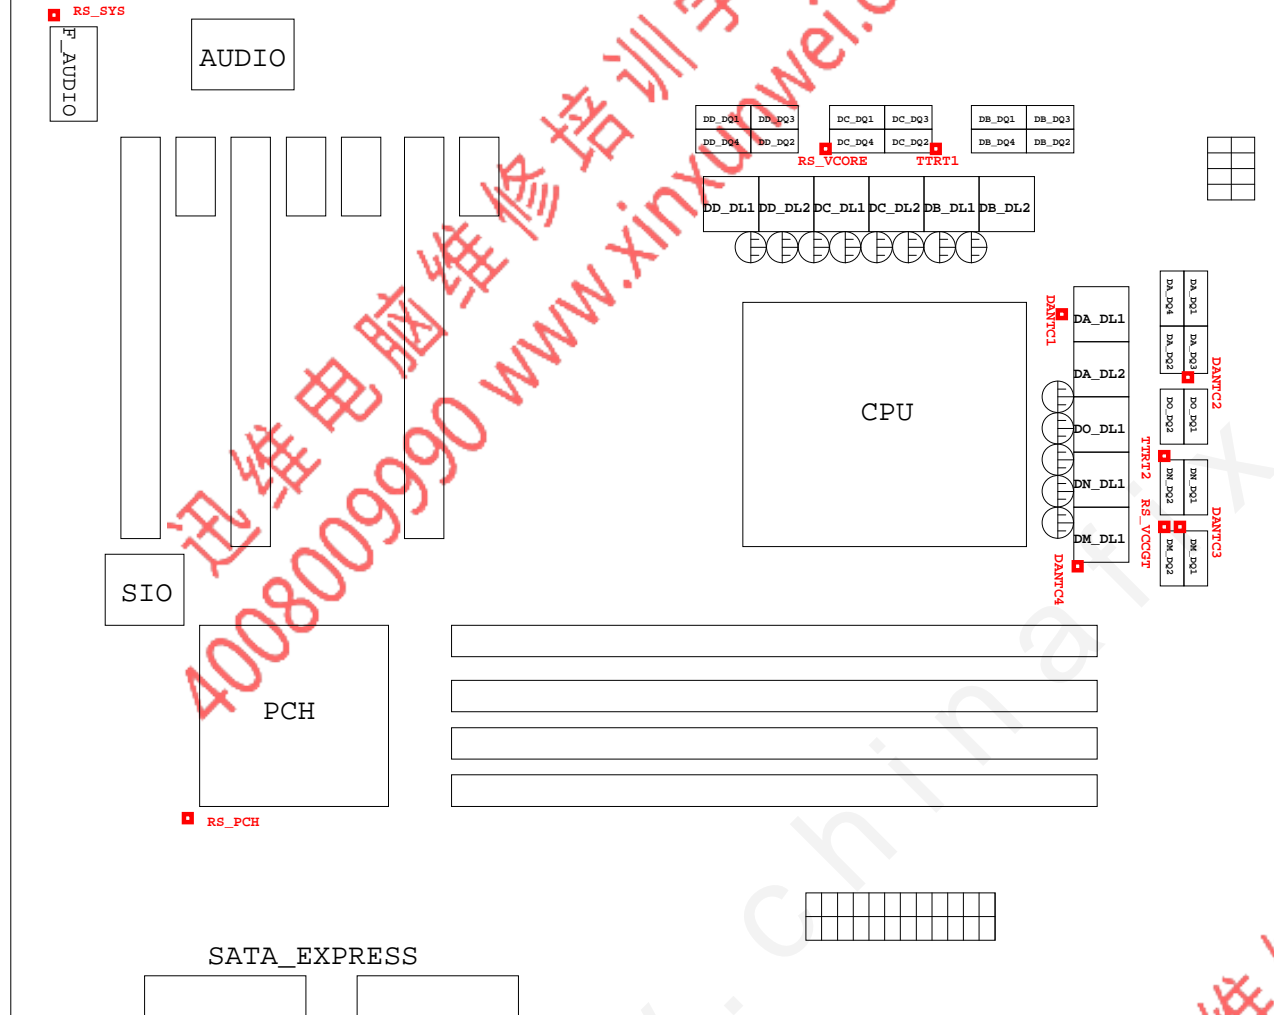 RS_SYS
F_AUDIO
AUDIO
DD_DQ1 DD_DQ3
DD_DQ4 DD_DQ2
DC_DQ1 DC_DQ3
DC_DQ4 DC_DQ2
DB_DQ1 DB_DQ3
DB_DQ4 DB_DQ2
RS_VCORE
TTRT1
DD_DL1 DD_DL2 DC_DL1 DC_DL2 DB_DL1 DB_DL2
DANTC1
DA_DL1
DA_DL2
DO_DL1
DN_DL1
DM_DL1
DA_DQ4 DA_DQ1
DA_DQ2 DA_DQ3
DANTC2
DO_DQ2 DO_DQ1
TTRT2
DN_DQ2 DN_DQ1
RS_VCCGT
DANTC3
DM_DQ2 DM_DQ1
DANTC4
CPU
SIO
PCH
RS_PCH
SATA_EXPRESS
迅维电脑维修培训学
4008009990 www.xinxunwei.c
.chinafix
维